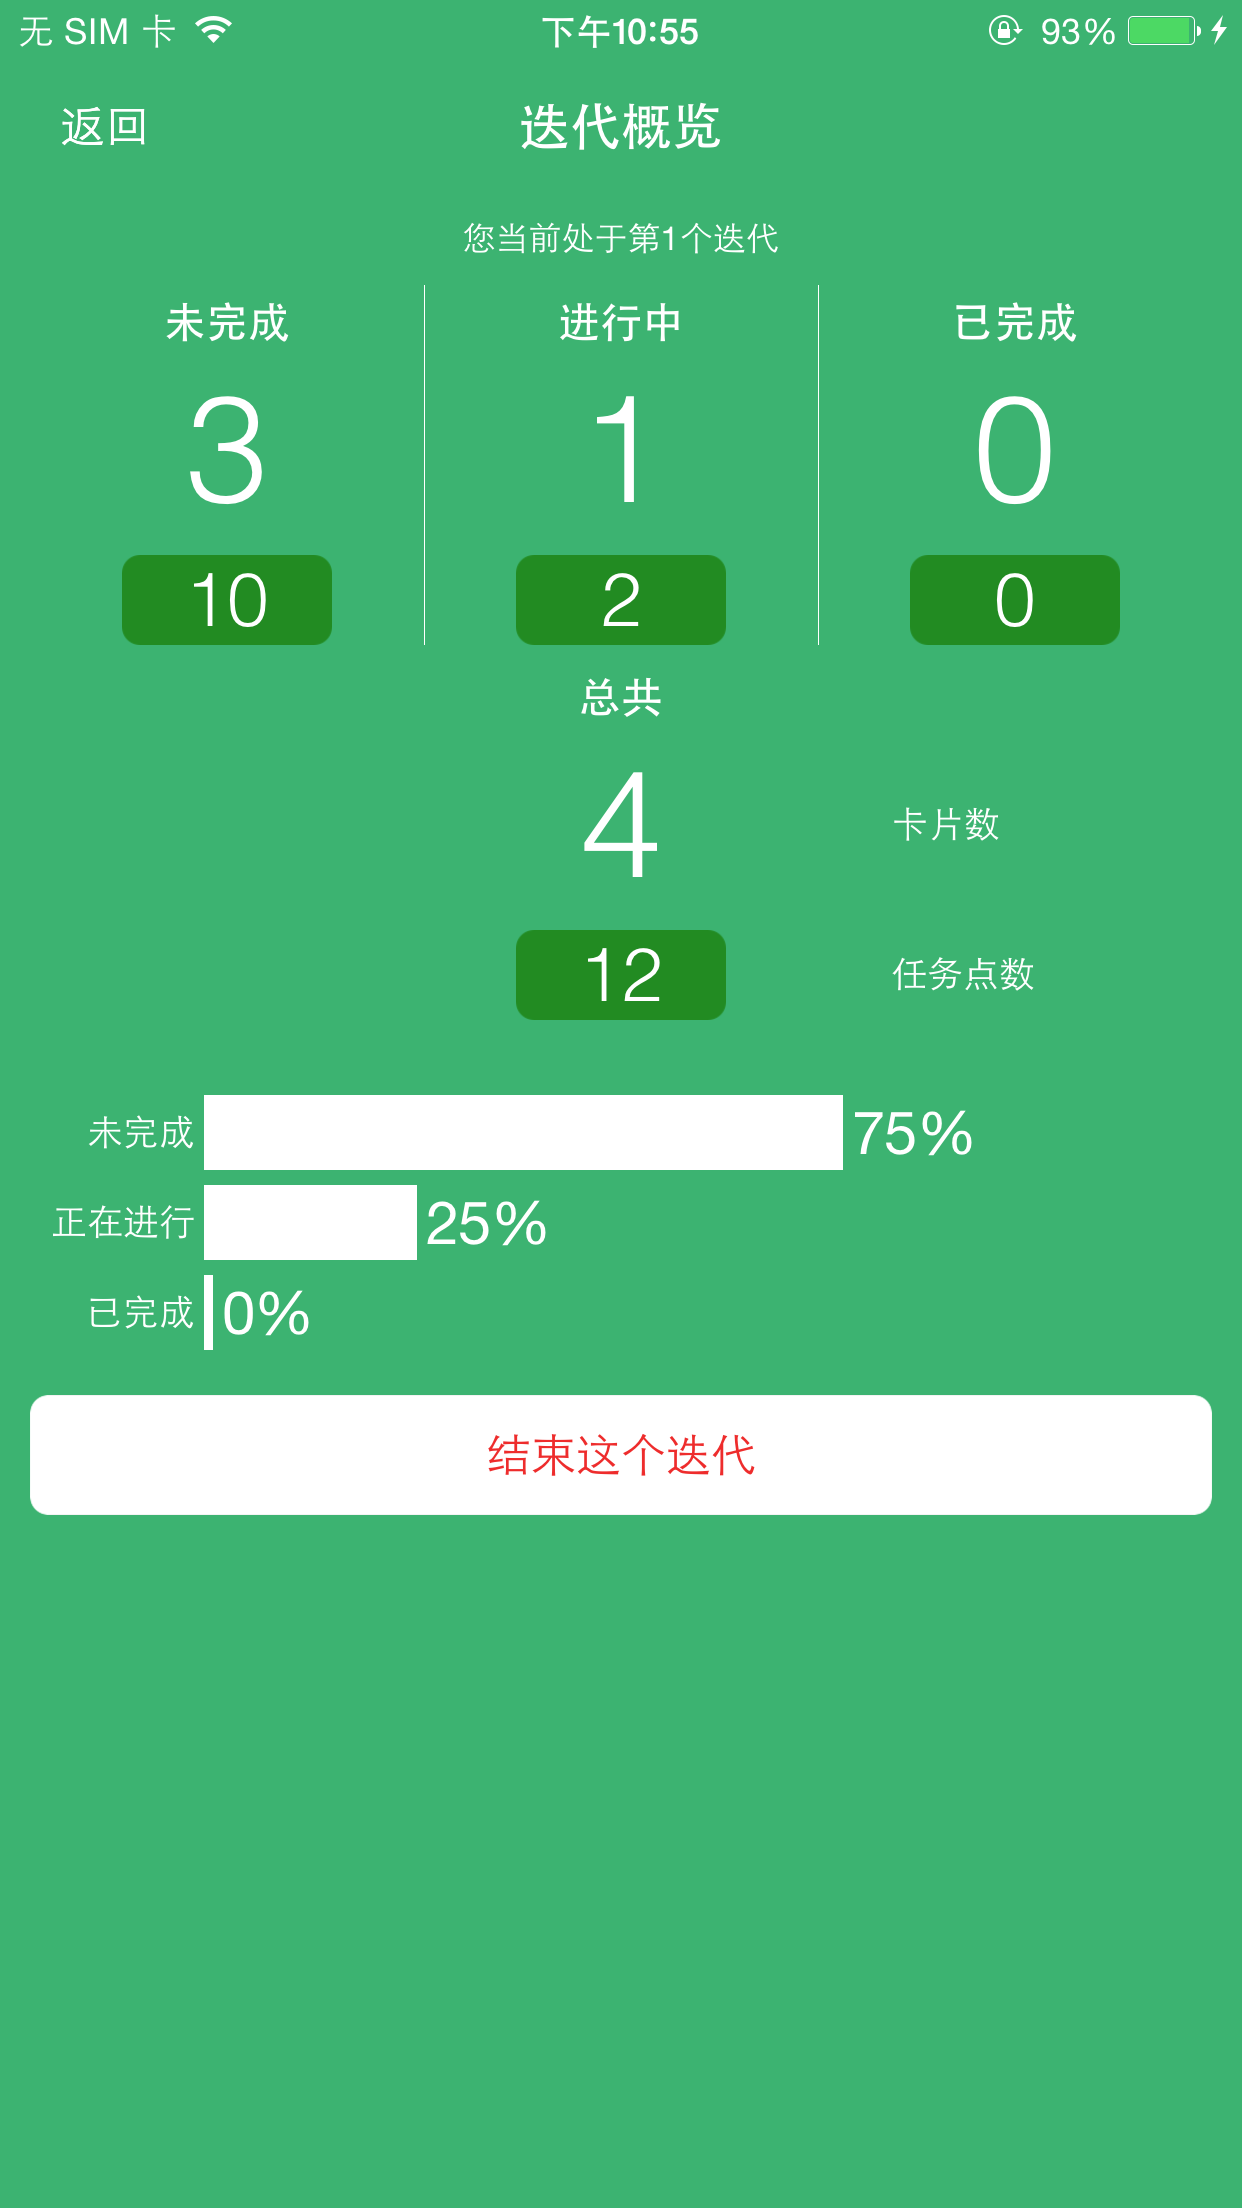 无 SIM 卡 下午10:55 93%
返回 迭代概览
您当前处于第1个迭代
未完成 进行中 已完成
3 1 0
10 2 0
总共
4 卡片数
12 任务点数
未完成 75%
正在进行 25%
已完成 0%
结束这个迭代